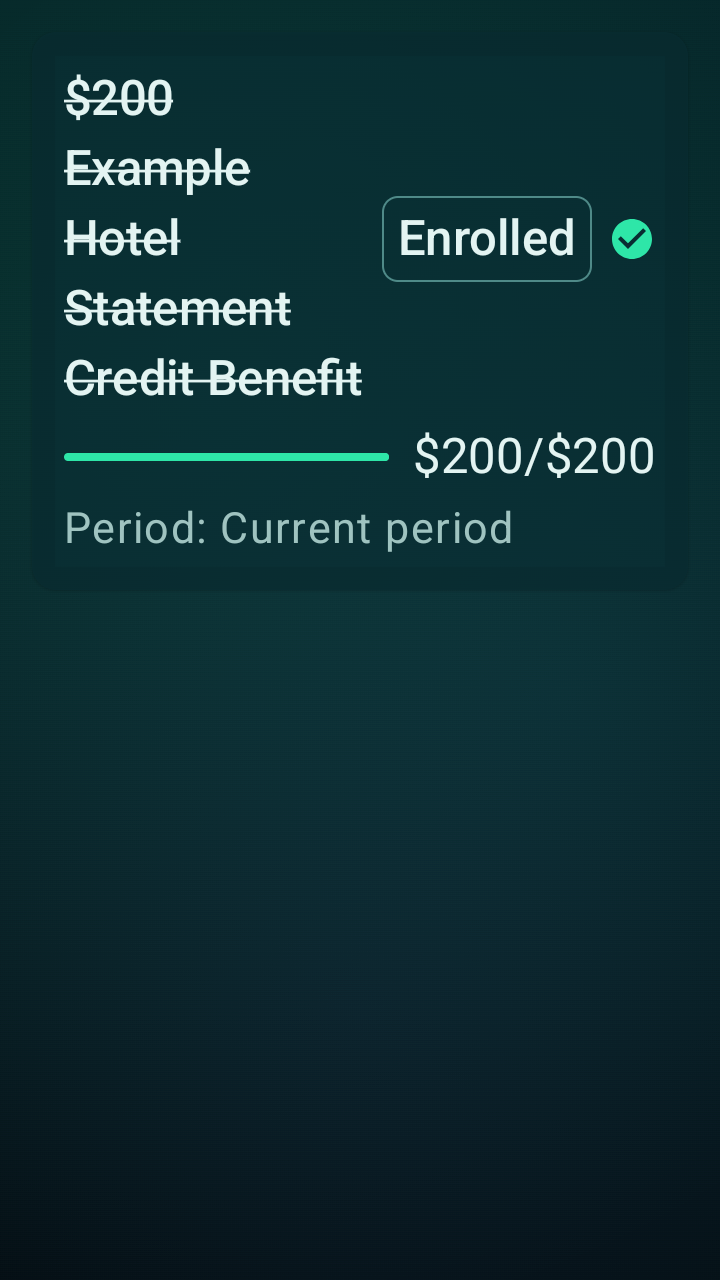 $200
Example
Hotel
Statement
Credit Benefit
Enrolled
$200/$200
Period: Current period